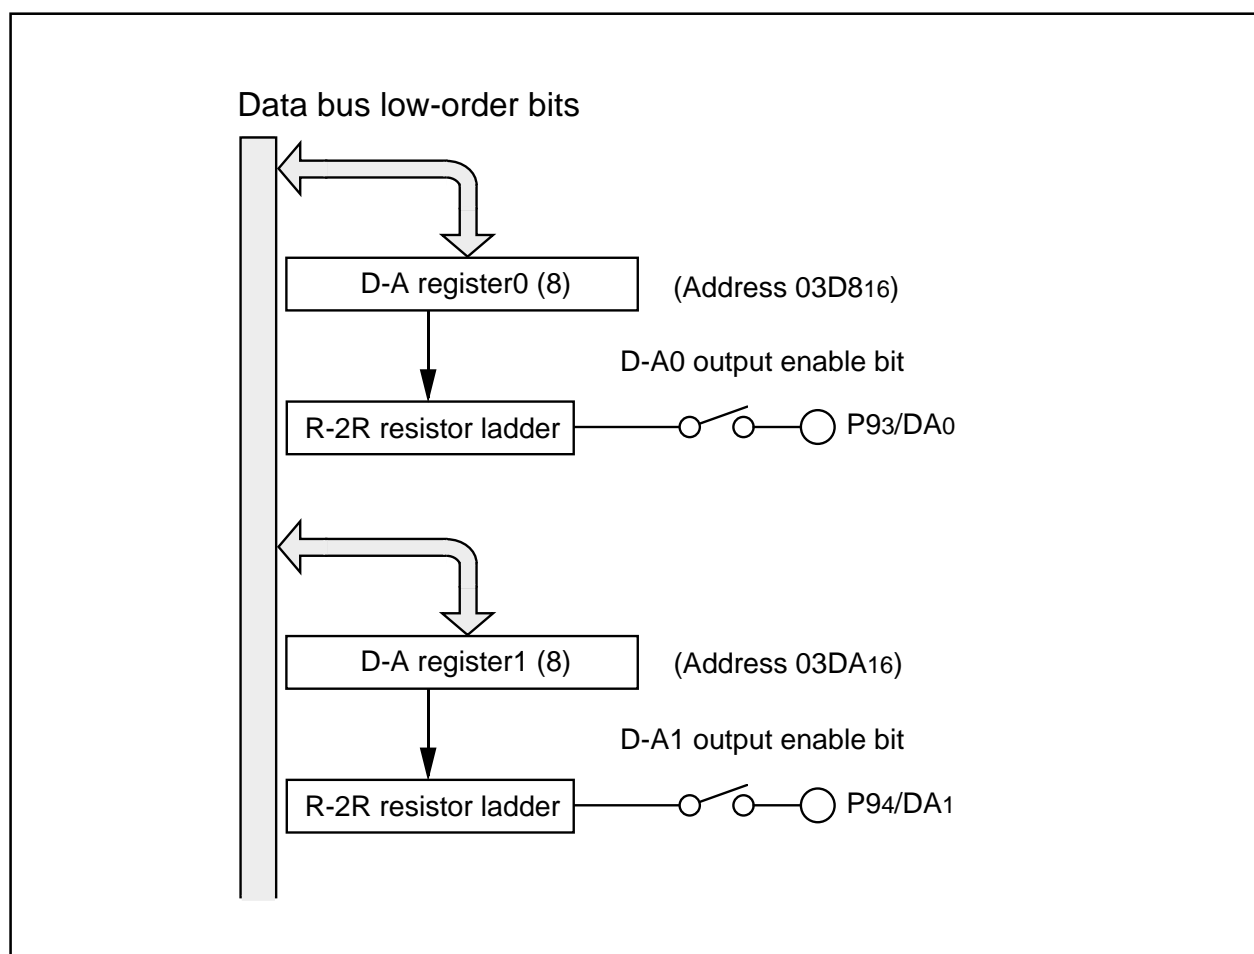 Data bus low-order bits
D-A register0 (8)
(Address 03D816)
D-A0 output enable bit
R-2R resistor ladder
P93/DA0
D-A register1 (8)
(Address 03DA16)
D-A1 output enable bit
R-2R resistor ladder
P94/DA1